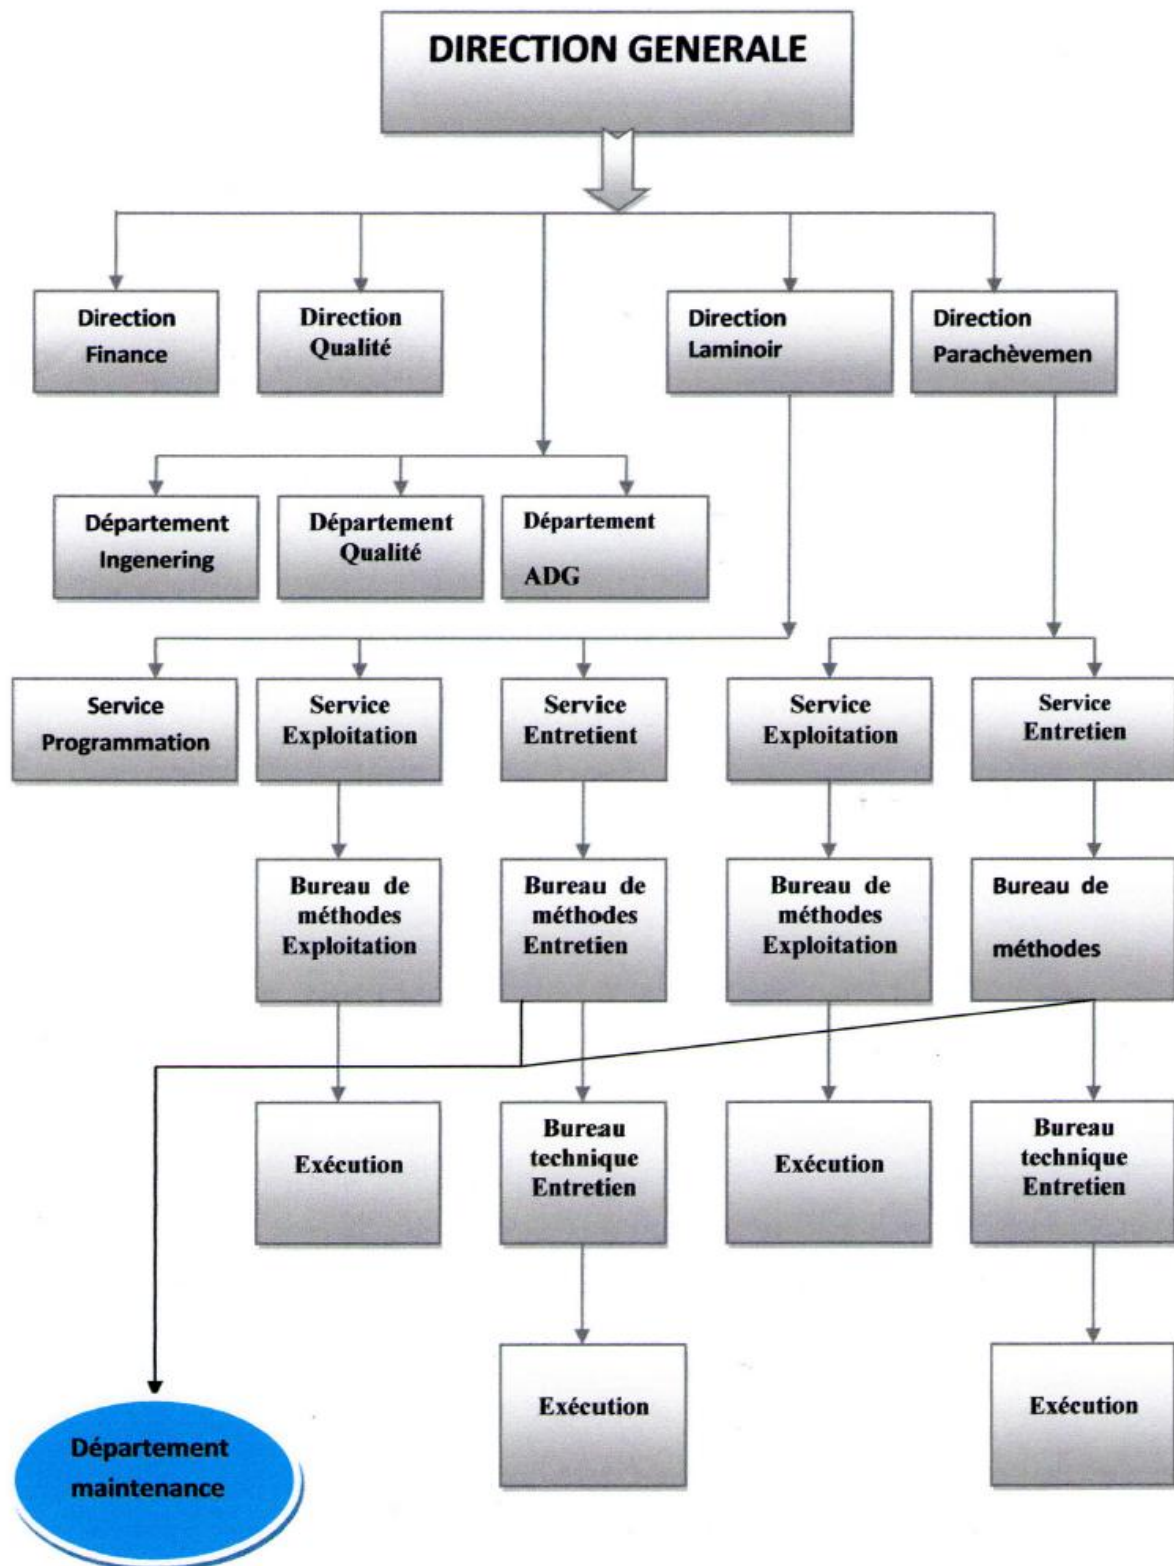 DIRECTION GENERALE
Direction
Finance
Direction
Qualité
Direction
Laminoir
Direction
Parachèvemen
Département
Ingenering
Département
Qualité
Département
ADG
Service
Programmation
Service
Exploitation
Service
Entretient
Service
Exploitation
Service
Entretien
Bureau de
méthodes
Exploitation
Bureau de
méthodes
Entretien
Bureau de
méthodes
Exploitation
Bureau de
méthodes
Exécution
Bureau
technique
Entretien
Exécution
Bureau
technique
Entretien
Exécution
Exécution
Département
maintenance